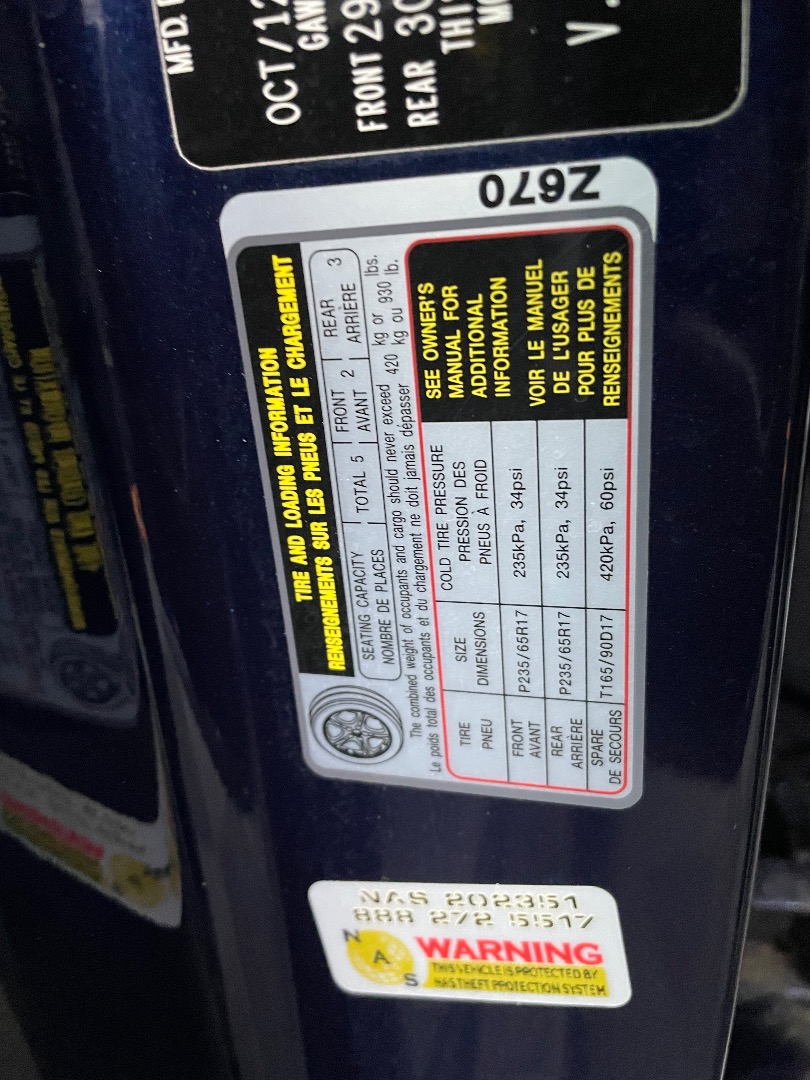 MFD.
OCT/12
GAW
FRONT 29
REAR 30
THI
MO
V.
Z670
TIRE AND LOADING INFORMATION
RENSEIGNEMENTS SUR LES PNEUS ET LE CHARGEMENT
SEATING CAPACITY TOTAL 5 FRONT 2 REAR 3
NOMBRE DE PLACES AVANT ARRIÈRE
The combined weight of occupants and cargo should never exceed 420 kg or 930 lbs.
Le poids total des occupants et du chargement ne doit jamais dépasser 420 kg ou 930 lb.
TIRE SIZE COLD TIRE PRESSURE
PNEU DIMENSIONS PRESSION DES
PNEUS À FROID
FRONT P235/65R17 235kPa, 34psi
AVANT
REAR P235/65R17 235kPa, 34psi
ARRIÈRE
SPARE T165/90D17 420kPa, 60psi
DE SECOURS
SEE OWNER'S
MANUAL FOR
ADDITIONAL
INFORMATION
VOIR LE MANUEL
DE L'USAGER
POUR PLUS DE
RENSEIGNEMENTS
NAS 202351
888 272 5517
N
A
S
WARNING
THIS VEHICLE IS PROTECTED BY
NAS THEFT PROTECTION SYSTEM